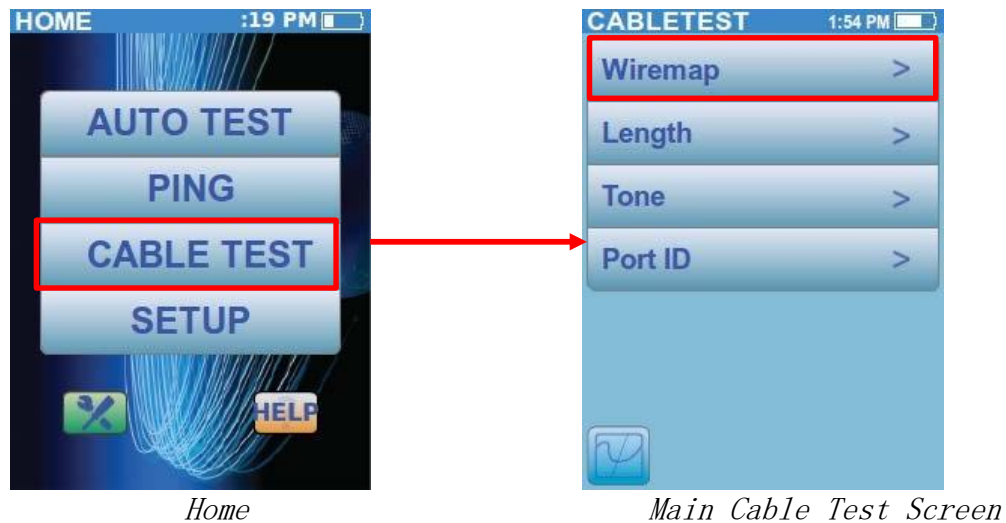 HOME :19 PM
AUTO TEST
PING
CABLE TEST
SETUP
HELP
Home
CABLETEST 1:54 PM
Wiremap >
Length >
Tone >
Port ID >
Main Cable Test Screen